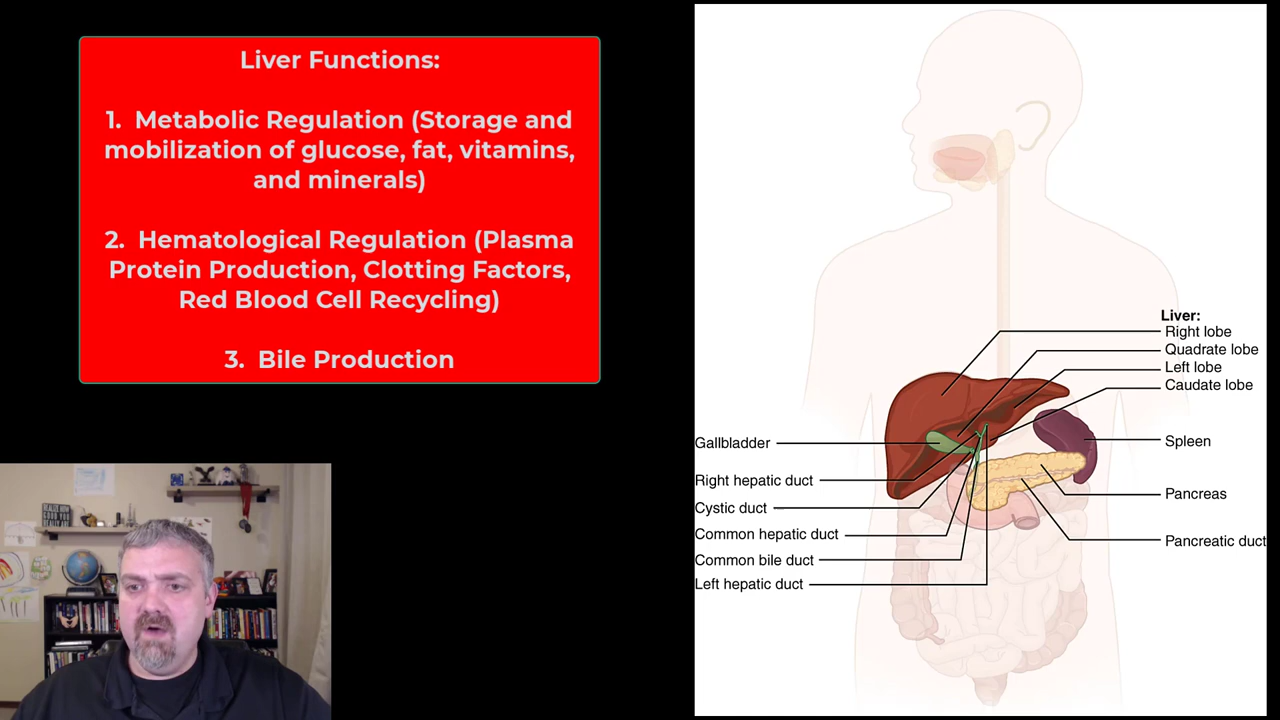 Liver Functions:
1. Metabolic Regulation (Storage and
mobilization of glucose, fat, vitamins,
and minerals)
2. Hematological Regulation (Plasma
Protein Production, Clotting Factors,
Red Blood Cell Recycling)
3. Bile Production
Liver:
Right lobe
Quadrate lobe
Left lobe
Caudate lobe
Gallbladder
Spleen
Right hepatic duct
Pancreas
Cystic duct
Common hepatic duct
Pancreatic duct
Common bile duct
Left hepatic duct